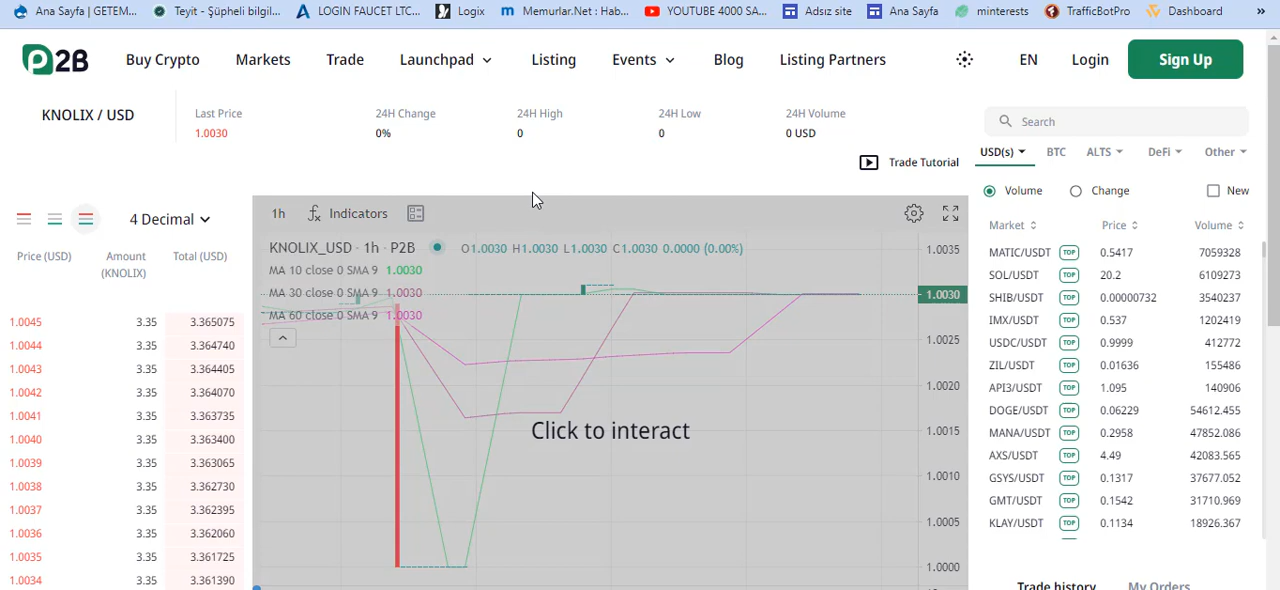 Ana Sayfa | GETEM...
Teyit - Şüpheli bilgil...
LOGIN FAUCET LTC...
Logix
Memurlar.Net : Hab...
YOUTUBE 4000 SA...
Adsız site
Ana Sayfa
minterests
TrafficBotPro
Dashboard
»
P2B
Buy Crypto
Markets
Trade
Launchpad
Listing
Events
Blog
Listing Partners
EN
Login
Sign Up
KNOLIX / USD
Last Price
1.0030
24H Change
0%
24H High
0
24H Low
0
24H Volume
0 USD
Trade Tutorial
4 Decimal
Price (USD)
Amount
(KNOLIX)
Total (USD)
1.0045 3.35 3.365075
1.0044 3.35 3.364740
1.0043 3.35 3.364405
1.0042 3.35 3.364070
1.0041 3.35 3.363735
1.0040 3.35 3.363400
1.0039 3.35 3.363065
1.0038 3.35 3.362730
1.0037 3.35 3.362395
1.0036 3.35 3.362060
1.0035 3.35 3.361725
1.0034 3.35 3.361390
1h
Indicators
KNOLIX_USD · 1h · P2B
O1.0030 H1.0030 L1.0030 C1.0030 0.0000 (0.00%)
MA 10 close 0 SMA 9 1.0030
MA 30 close 0 SMA 9 1.0030
MA 60 close 0 SMA 9 1.0030
Click to interact
1.0035
1.0030
1.0025
1.0020
1.0015
1.0010
1.0005
1.0000
Search
USD(s)
BTC
ALTS
DeFi
Other
Volume
Change
New
Market
Price
Volume
MATIC/USDT TOP 0.5417 7059328
SOL/USDT TOP 20.2 6109273
SHIB/USDT TOP 0.00000732 3540237
IMX/USDT TOP 0.537 1202419
USDC/USDT TOP 0.9999 412772
ZIL/USDT TOP 0.01636 155486
API3/USDT TOP 1.095 140906
DOGE/USDT TOP 0.06229 54612.455
MANA/USDT TOP 0.2958 47852.086
AXS/USDT TOP 4.49 42083.565
GSYS/USDT TOP 0.1317 37677.052
GMT/USDT TOP 0.1542 31710.969
KLAY/USDT TOP 0.1134 18926.367
Trade history
My Orders